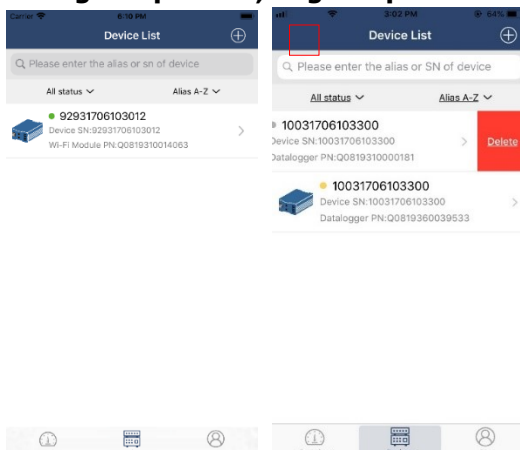 Carrier 6:10 PM
Device List
Please enter the alias or sn of device
All status Alias A-Z
92931706103012
Device SN:92931706103012
Wi-Fi Module PN:Q0819310014063
3:02 PM 64%
Device List
Please enter the alias or SN of device
All status Alias A-Z
10031706103300
Device SN:10031706103300
Datalogger PN:Q0819310000181
Delete
10031706103300
Device SN:10031706103300
Datalogger PN:Q0819360039533